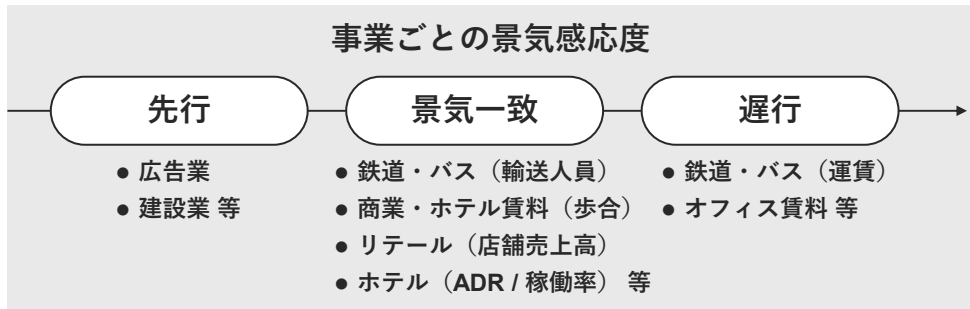 事業ごとの景気感応度
先行
● 広告業
● 建設業 等
景気一致
● 鉄道・バス（輸送人員）
● 商業・ホテル賃料（歩合）
● リテール（店舗売上高）
● ホテル（ADR / 稼働率） 等
遅行
● 鉄道・バス（運賃）
● オフィス賃料 等